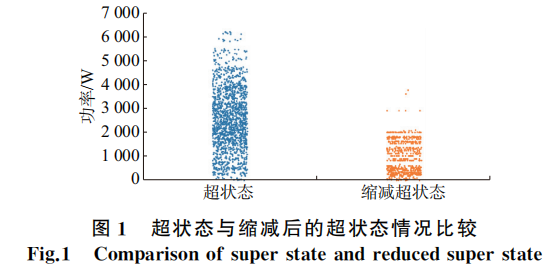 7 000
6 000
5 000
4 000
3 000
2 000
1 000
0
功率/W
超状态 缩减超状态
图 1 超状态与缩减后的超状态情况比较
Fig.1 Comparison of super state and reduced super state